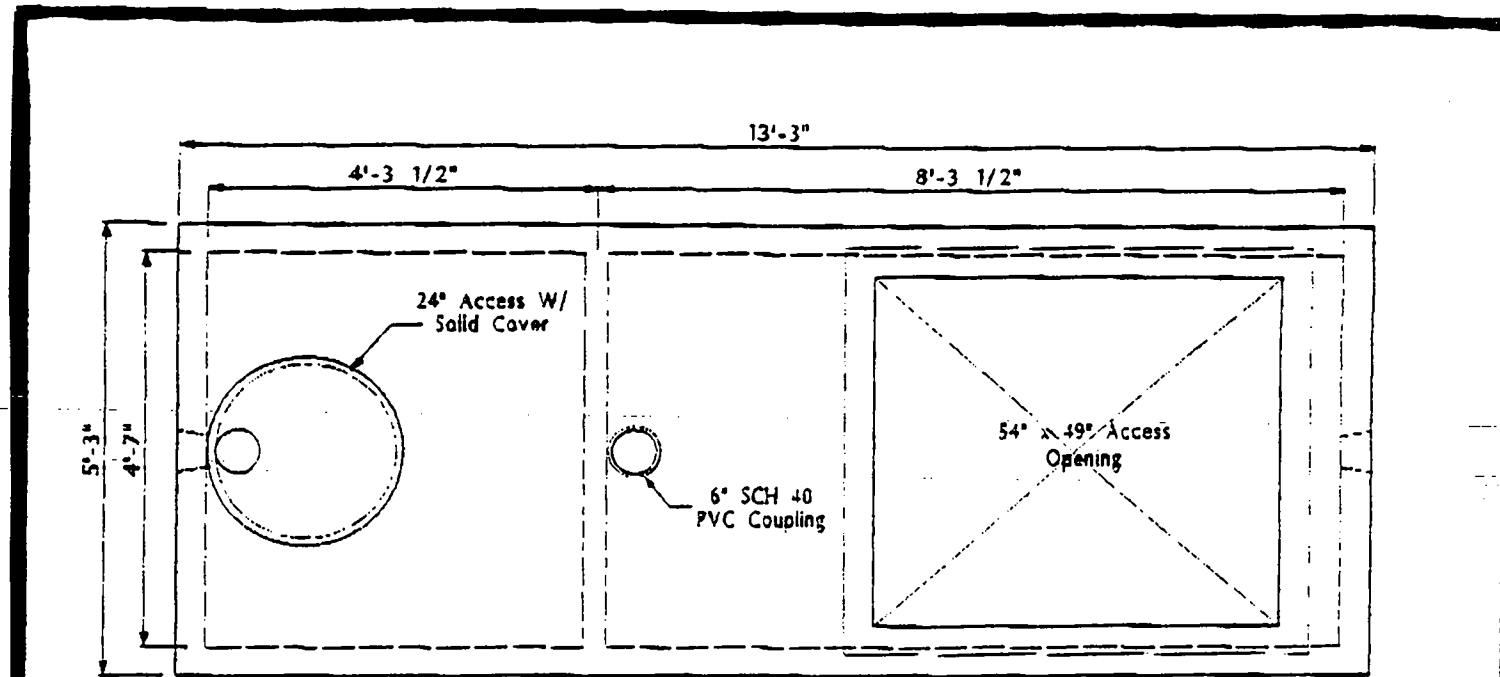 13'-3"
4'-3 1/2"
8'-3 1/2"
24" Access W/
Solid Cover
5'-3"
4'-7"
54" x 49" Access
Opening
6" SCH 40
PVC Coupling